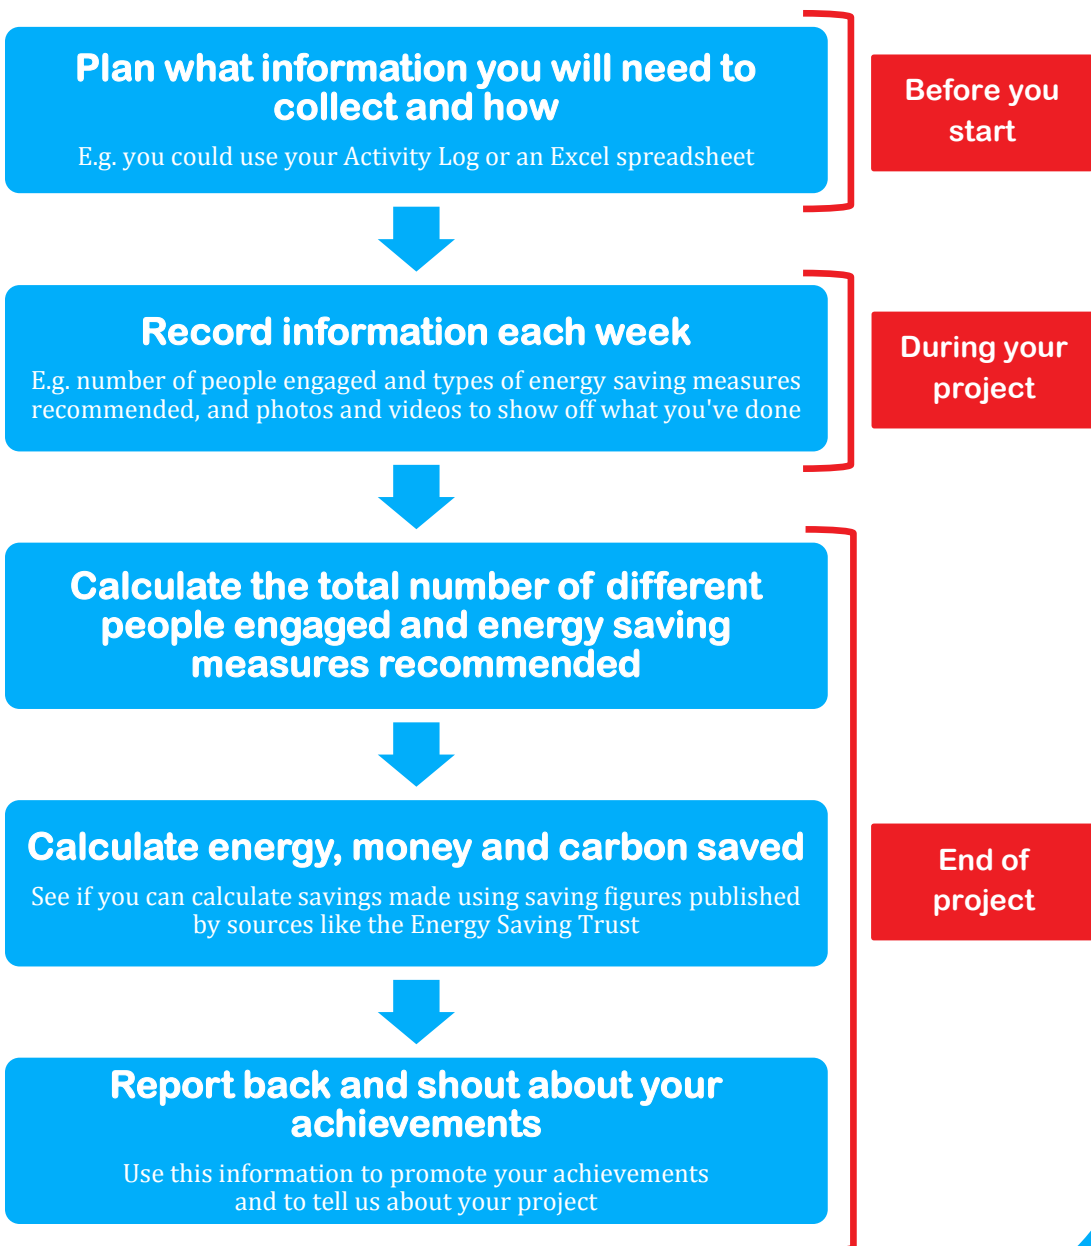 Plan what information you will need to
collect and how
E.g. you could use your Activity Log or an Excel spreadsheet
Before you
start
Record information each week
E.g. number of people engaged and types of energy saving measures
recommended, and photos and videos to show off what you've done
During your
project
Calculate the total number of different
people engaged and energy saving
measures recommended
Calculate energy, money and carbon saved
See if you can calculate savings made using saving figures published
by sources like the Energy Saving Trust
End of
project
Report back and shout about your
achievements
Use this information to promote your achievements
and to tell us about your project